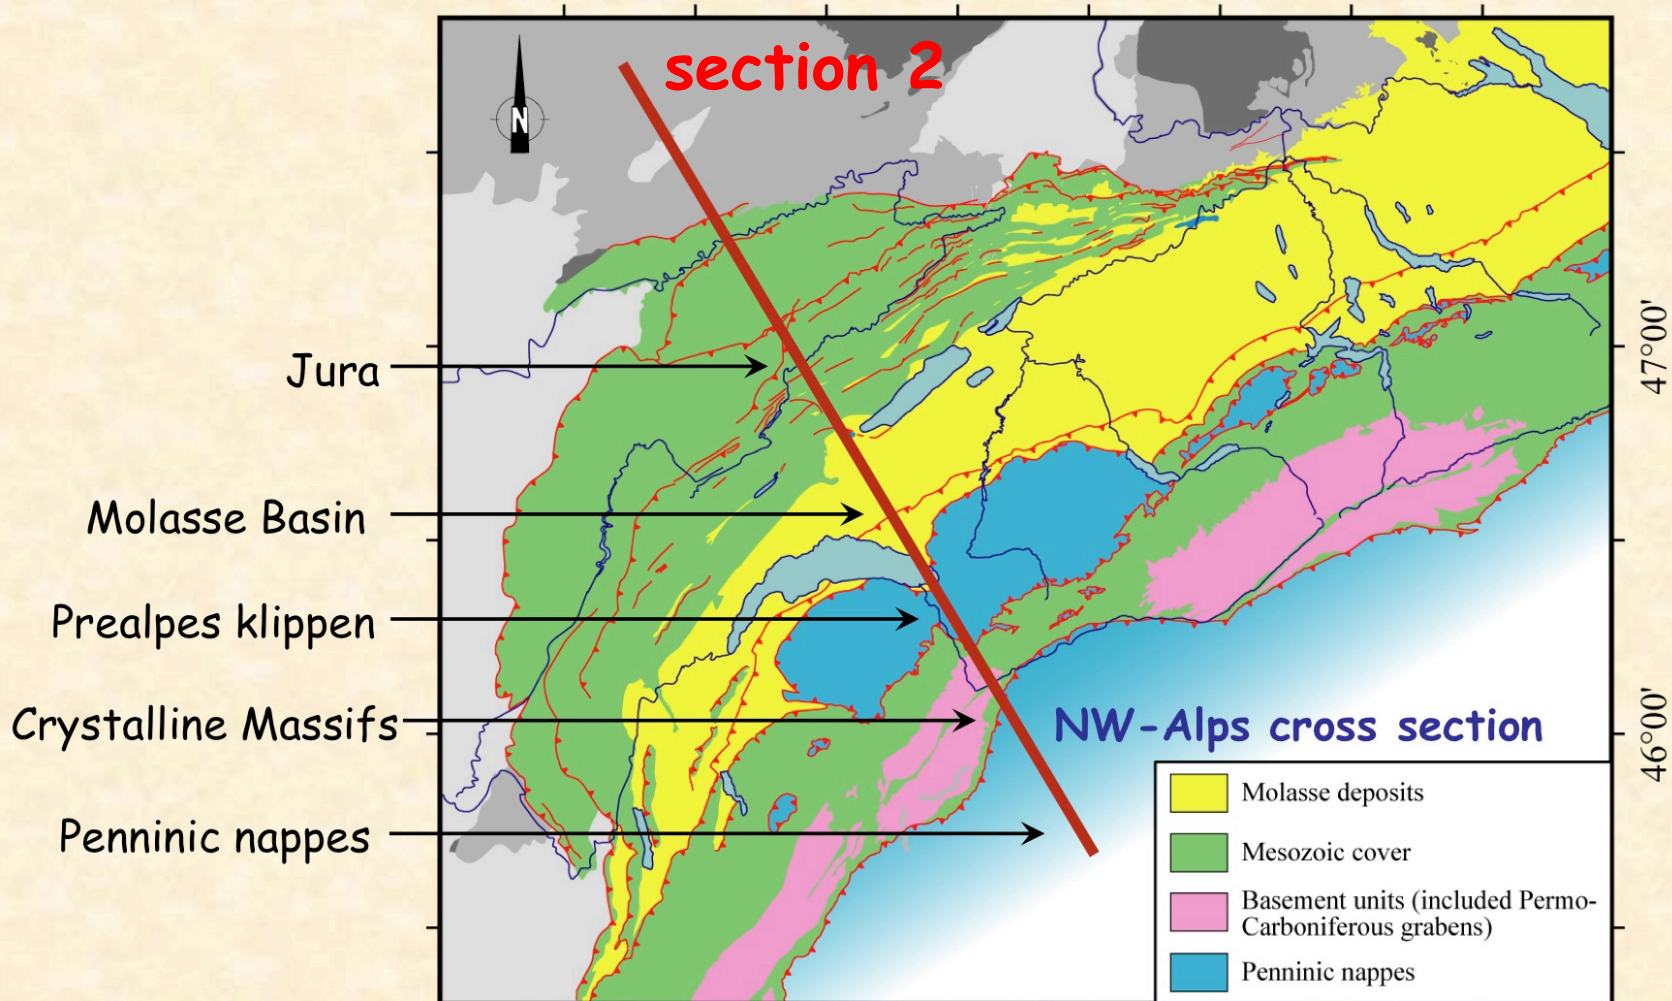 section 2
N
Jura
Molasse Basin
Prealpes klippen
Crystalline Massifs
Penninic nappes
NW-Alps cross section
47°00'
46°00'
Molasse deposits
Mesozoic cover
Basement units (included Permo-
Carboniferous grabens)
Penninic nappes